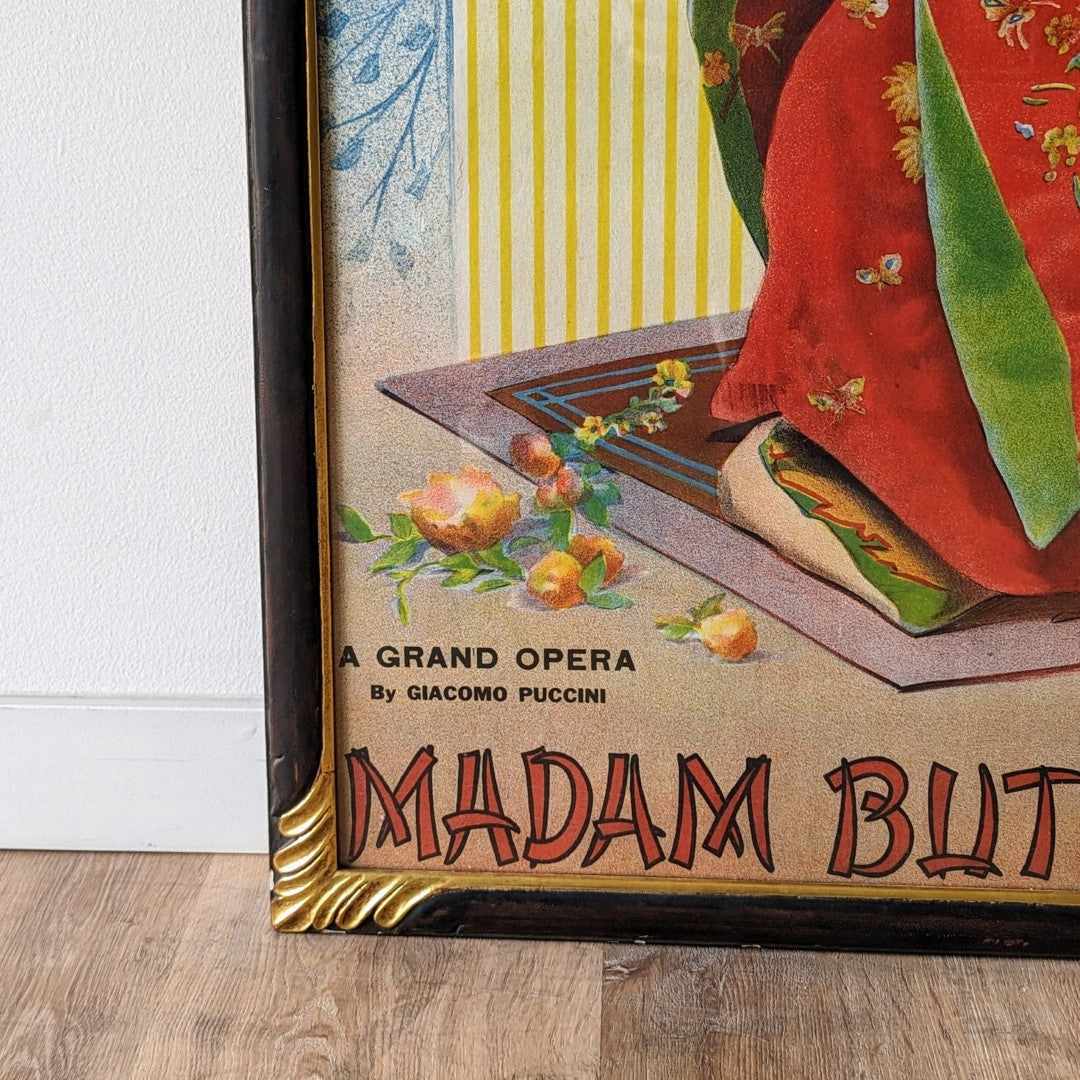 A GRAND OPERA
By GIACOMO PUCCINI
MADAM BUT